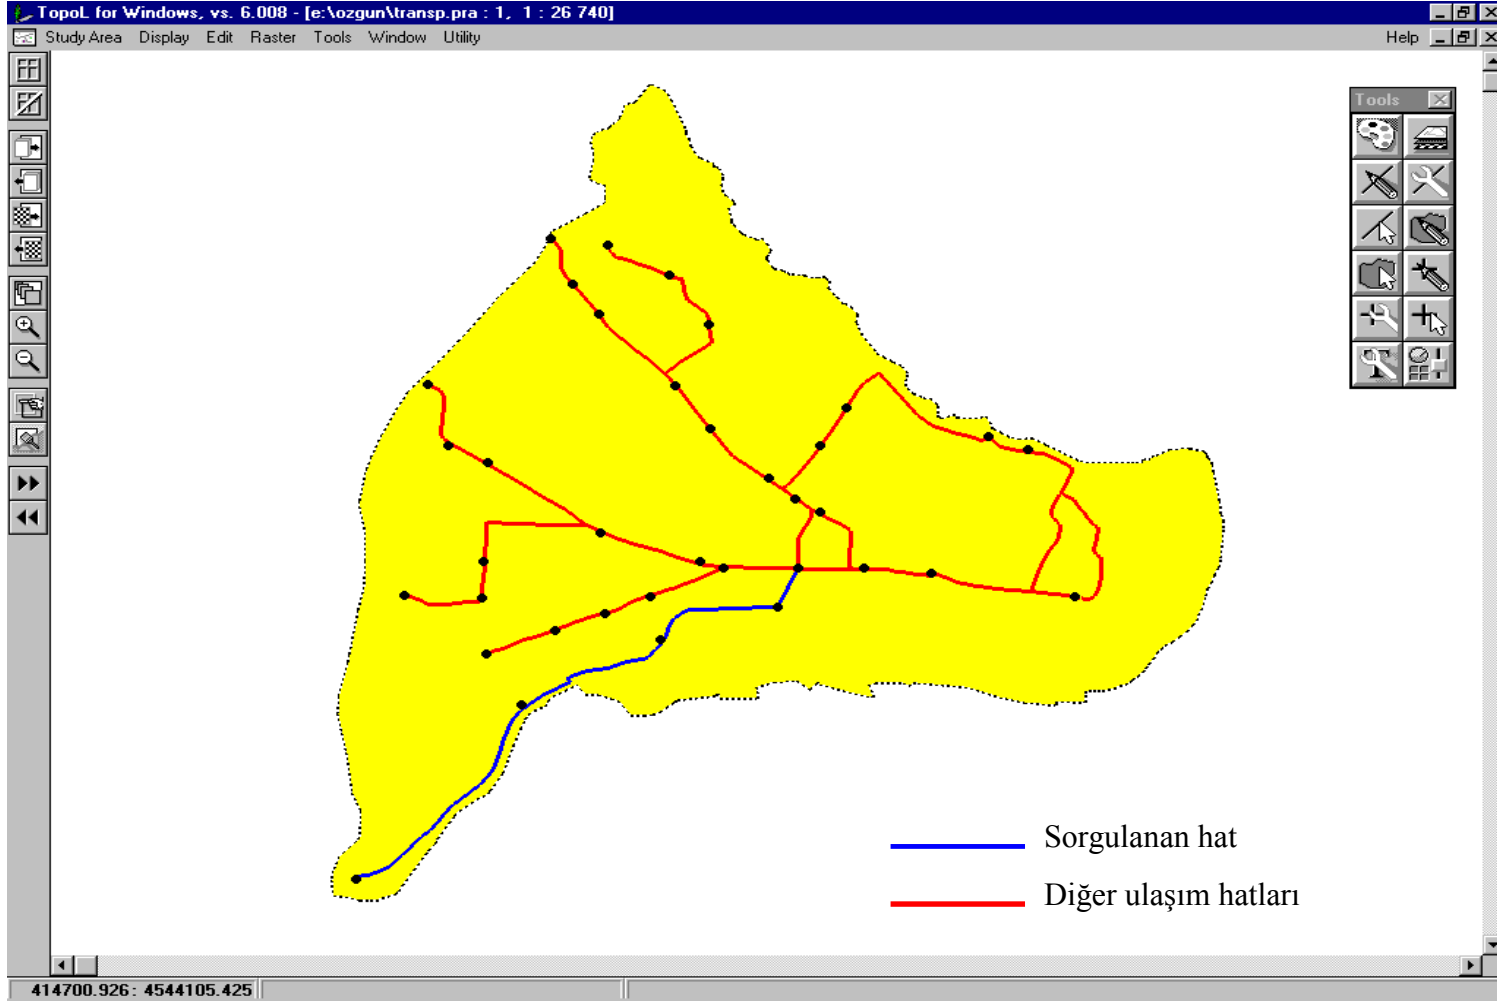 TopoL for Windows, vs. 6.008 - [e:\ozgun\transp.pra : 1, 1 : 26 740]
Study Area Display Edit Raster Tools Window Utility Help
Tools
Sorgulanan hat
Diğer ulaşım hatları
414700.926: 4544105.425